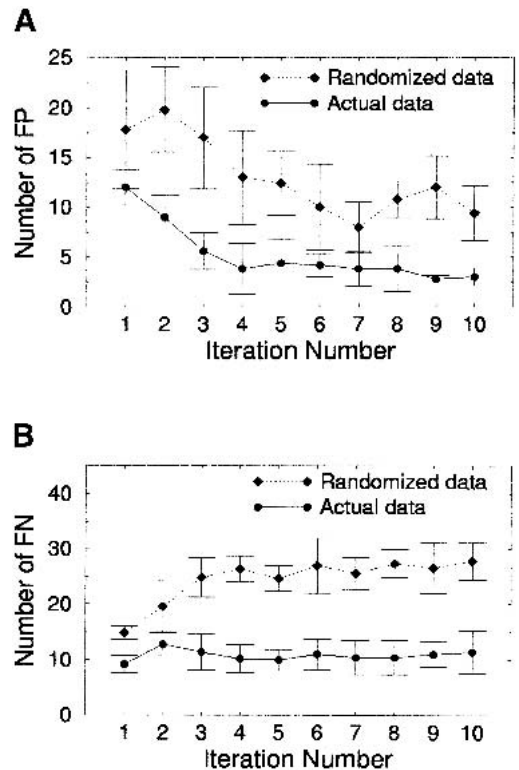 A
Number of FP
25
20
15
10
5
0
Randomized data
Actual data
1 2 3 4 5 6 7 8 9 10
Iteration Number
B
Number of FN
40
30
20
10
0
Randomized data
Actual data
1 2 3 4 5 6 7 8 9 10
Iteration Number